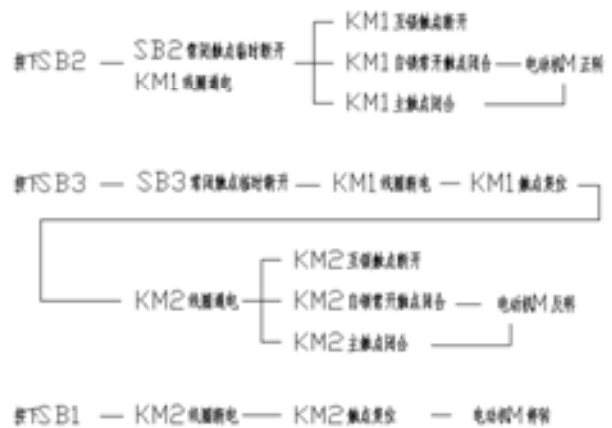 KM1互锁触点断开
按下SB2 — SB2常闭触点临时断开
KM1线圈通电
KM1自锁常开触点闭合 — 电动机M正转
KM1主触点闭合
按下SB3 — SB3常闭触点临时断开 — KM1线圈断电 — KM1触点复位
KM2互锁触点断开
KM2线圈通电
KM2自锁常开触点闭合 — 电动机M反转
KM2主触点闭合
按下SB1 — KM2线圈断电 — KM2触点复位 — 电动机M停转